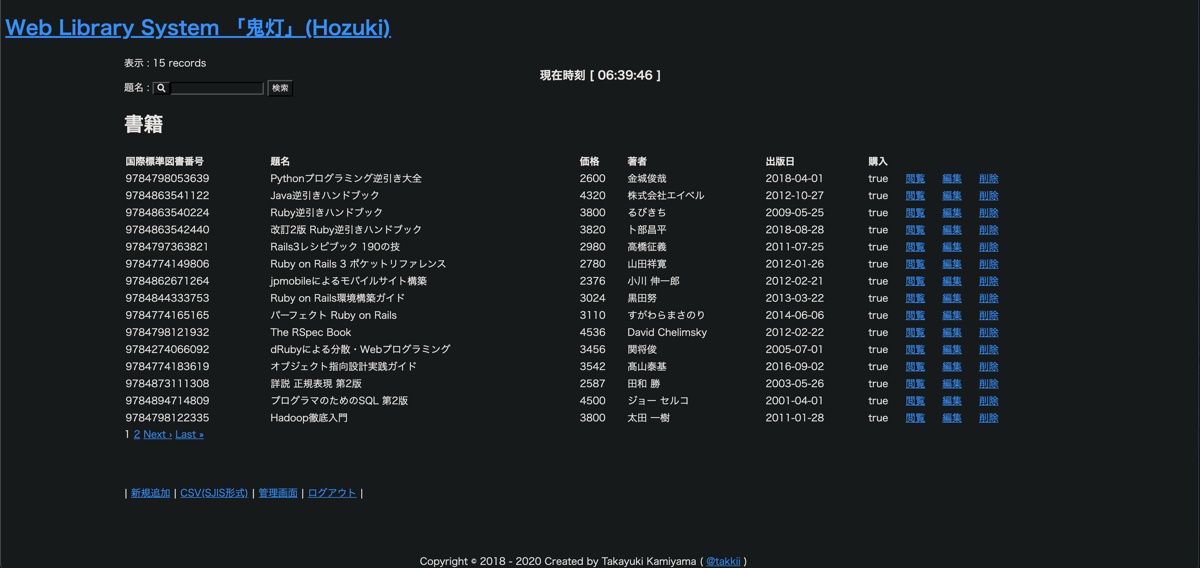 Web Library System 「鬼灯」(Hozuki)
表示 : 15 records
現在時刻 [ 06:39:46 ]
題名 : 検索
書籍
国際標準図書番号 題名 価格 著者 出版日 購入
9784798053639 Pythonプログラミング逆引き大全 2600 金城俊哉 2018-04-01 true 閲覧 編集 削除
9784863541122 Java逆引きハンドブック 4320 株式会社エイベル 2012-10-27 true 閲覧 編集 削除
9784863540224 Ruby逆引きハンドブック 3800 るびきち 2009-05-25 true 閲覧 編集 削除
9784863542440 改訂2版 Ruby逆引きハンドブック 3820 卜部昌平 2018-08-28 true 閲覧 編集 削除
9784797363821 Rails3レシピブック 190の技 2980 高橋征義 2011-07-25 true 閲覧 編集 削除
9784774149806 Ruby on Rails 3 ポケットリファレンス 2780 山田祥寛 2012-01-26 true 閲覧 編集 削除
9784862671264 jpmobileによるモバイルサイト構築 2376 小川 伸一郎 2012-02-21 true 閲覧 編集 削除
9784844333753 Ruby on Rails環境構築ガイド 3024 黒田努 2013-03-22 true 閲覧 編集 削除
9784774165165 パーフェクト Ruby on Rails 3110 すがわらまさのり 2014-06-06 true 閲覧 編集 削除
9784798121932 The RSpec Book 4536 David Chelimsky 2012-02-22 true 閲覧 編集 削除
9784274066092 dRubyによる分散・Webプログラミング 3456 関将俊 2005-07-01 true 閲覧 編集 削除
9784774183619 オブジェクト指向設計実践ガイド 3542 髙山泰基 2016-09-02 true 閲覧 編集 削除
9784873111308 詳説 正規表現 第2版 2587 田和 勝 2003-05-26 true 閲覧 編集 削除
9784894714809 プログラマのためのSQL 第2版 4500 ジョー セルコ 2001-04-01 true 閲覧 編集 削除
9784798122335 Hadoop徹底入門 3800 太田 一樹 2011-01-28 true 閲覧 編集 削除
1 2 Next › Last »
| 新規追加 | CSV(SJIS形式) | 管理画面 | ログアウト |
Copyright © 2018 - 2020 Created by Takayuki Kamiyama ( @takkii )